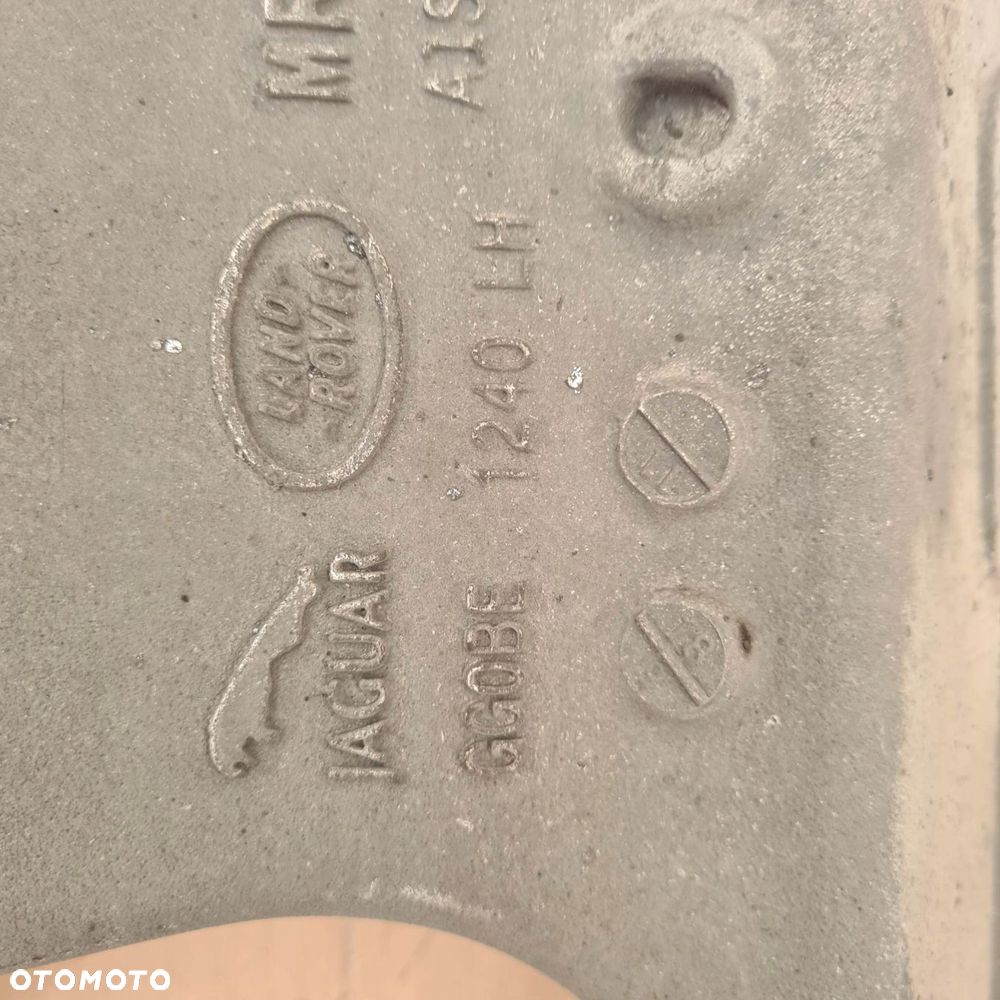 JAGUAR
LAND
ROVER
GG0BE 1240 LH
OTOMOTO